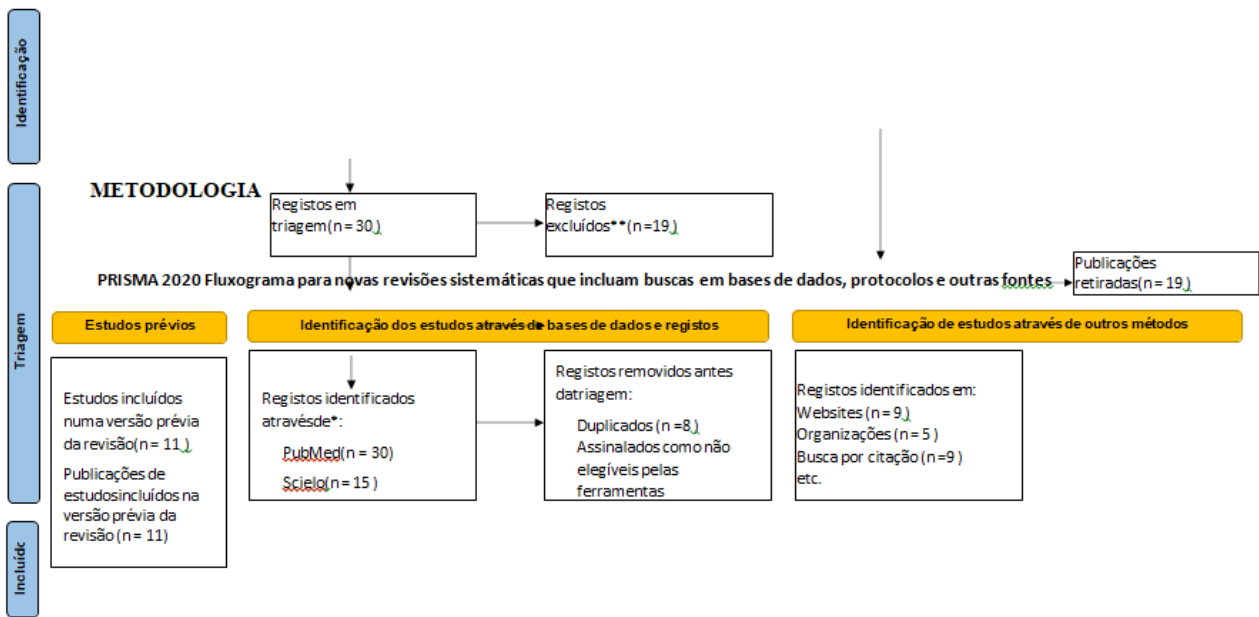 Identificação
METODOLOGIA
Registos em
triagem(n = 30)
Registos
excluídos**(n =19)
PRISMA 2020 Fluxograma para novas revisões sistemáticas que incluam buscas em bases de dados, protocolos e outras fontes
Publicações
retiradas(n = 19)
Triagem
Estudos prévios
Identificação dos estudos através de bases de dados e registos
Identificação de estudos através de outros métodos
Estudos incluídos
numa versão prévia
da revisão(n = 11)
Publicações de
estudosincluídos na
versão prévia da
revisão (n = 11)
Registos identificados
atravésde*:
PubMed(n = 30)
Scielo(n = 15 )
Registos removidos antes
datriagem:
Duplicados (n =8)
Assinalados como não
elegíveis pelas
ferramentas
Registos identificados em:
Websites (n = 9)
Organizações (n = 5 )
Busca por citação (n =9 )
etc.
Incluídc